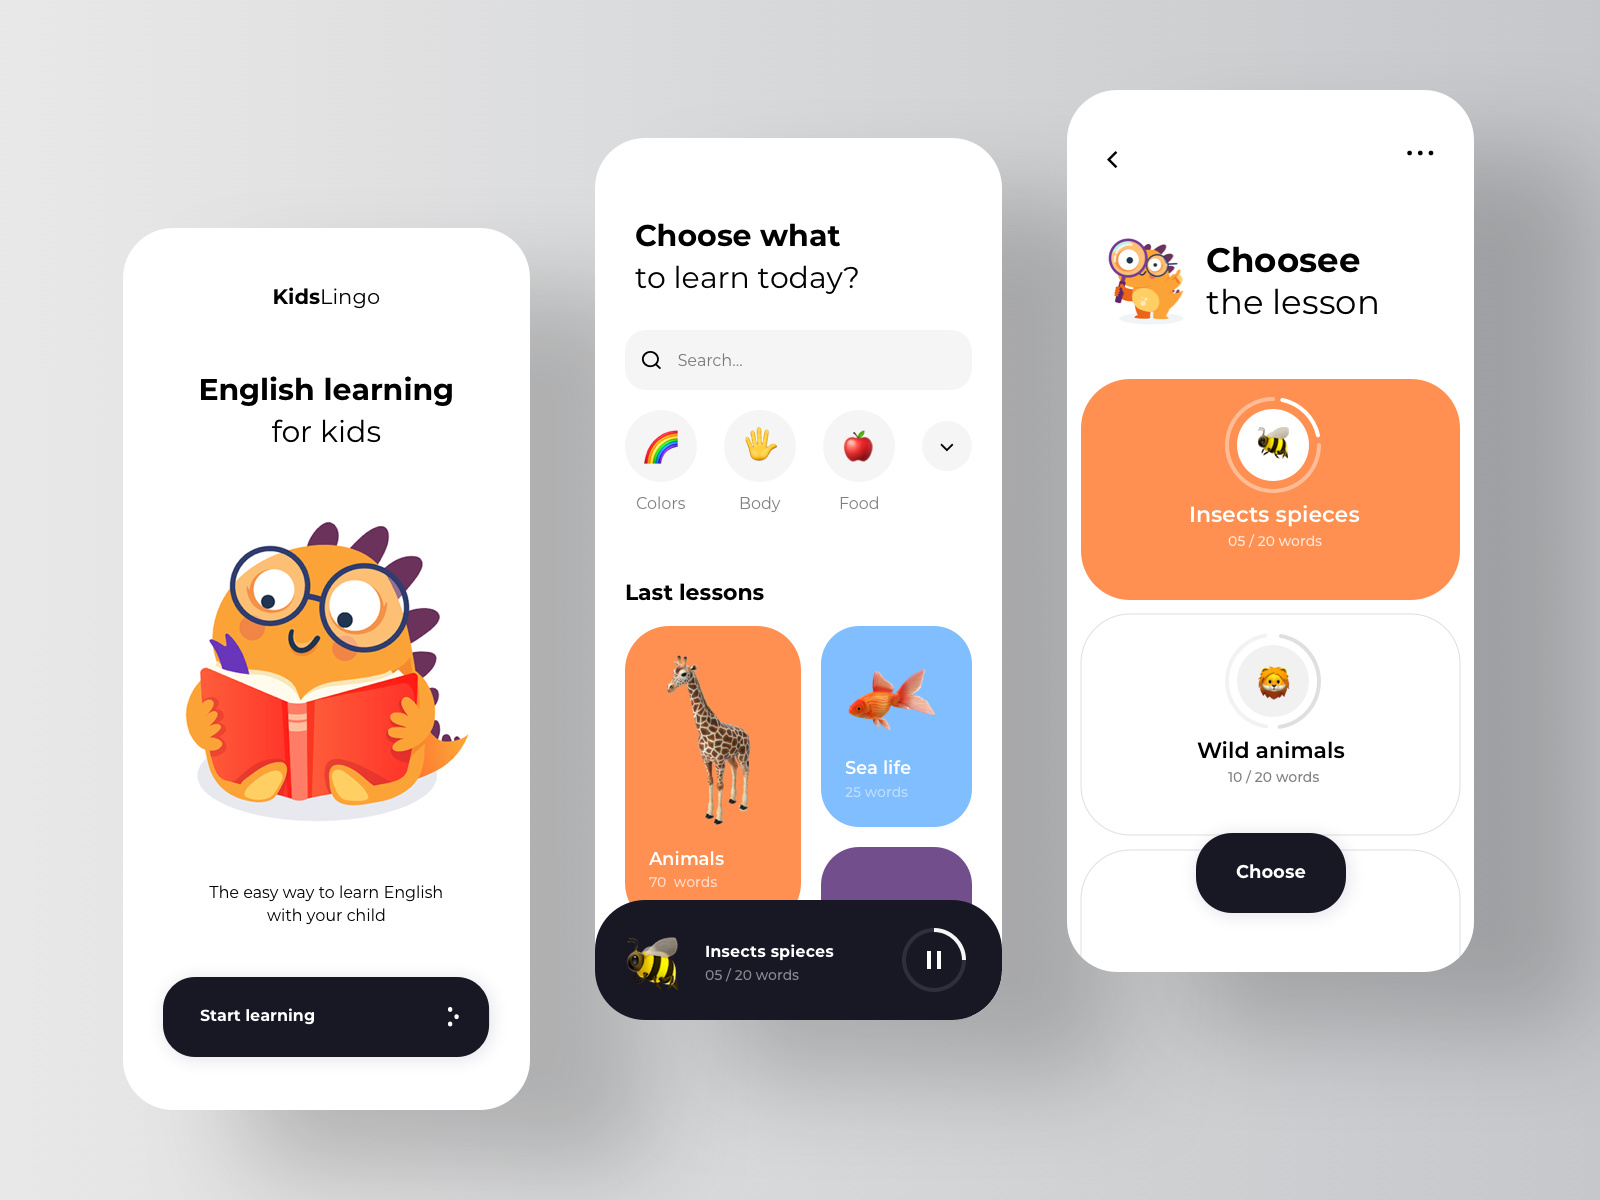 KidsLingo
English learning
for kids
The easy way to learn English
with your child
Start learning
Choose what
to learn today?
Search...
Colors
Body
Food
Last lessons
Animals
70 words
Sea life
25 words
Insects spieces
05 / 20 words
Choosee
the lesson
Insects spieces
05 / 20 words
Wild animals
10 / 20 words
Choose